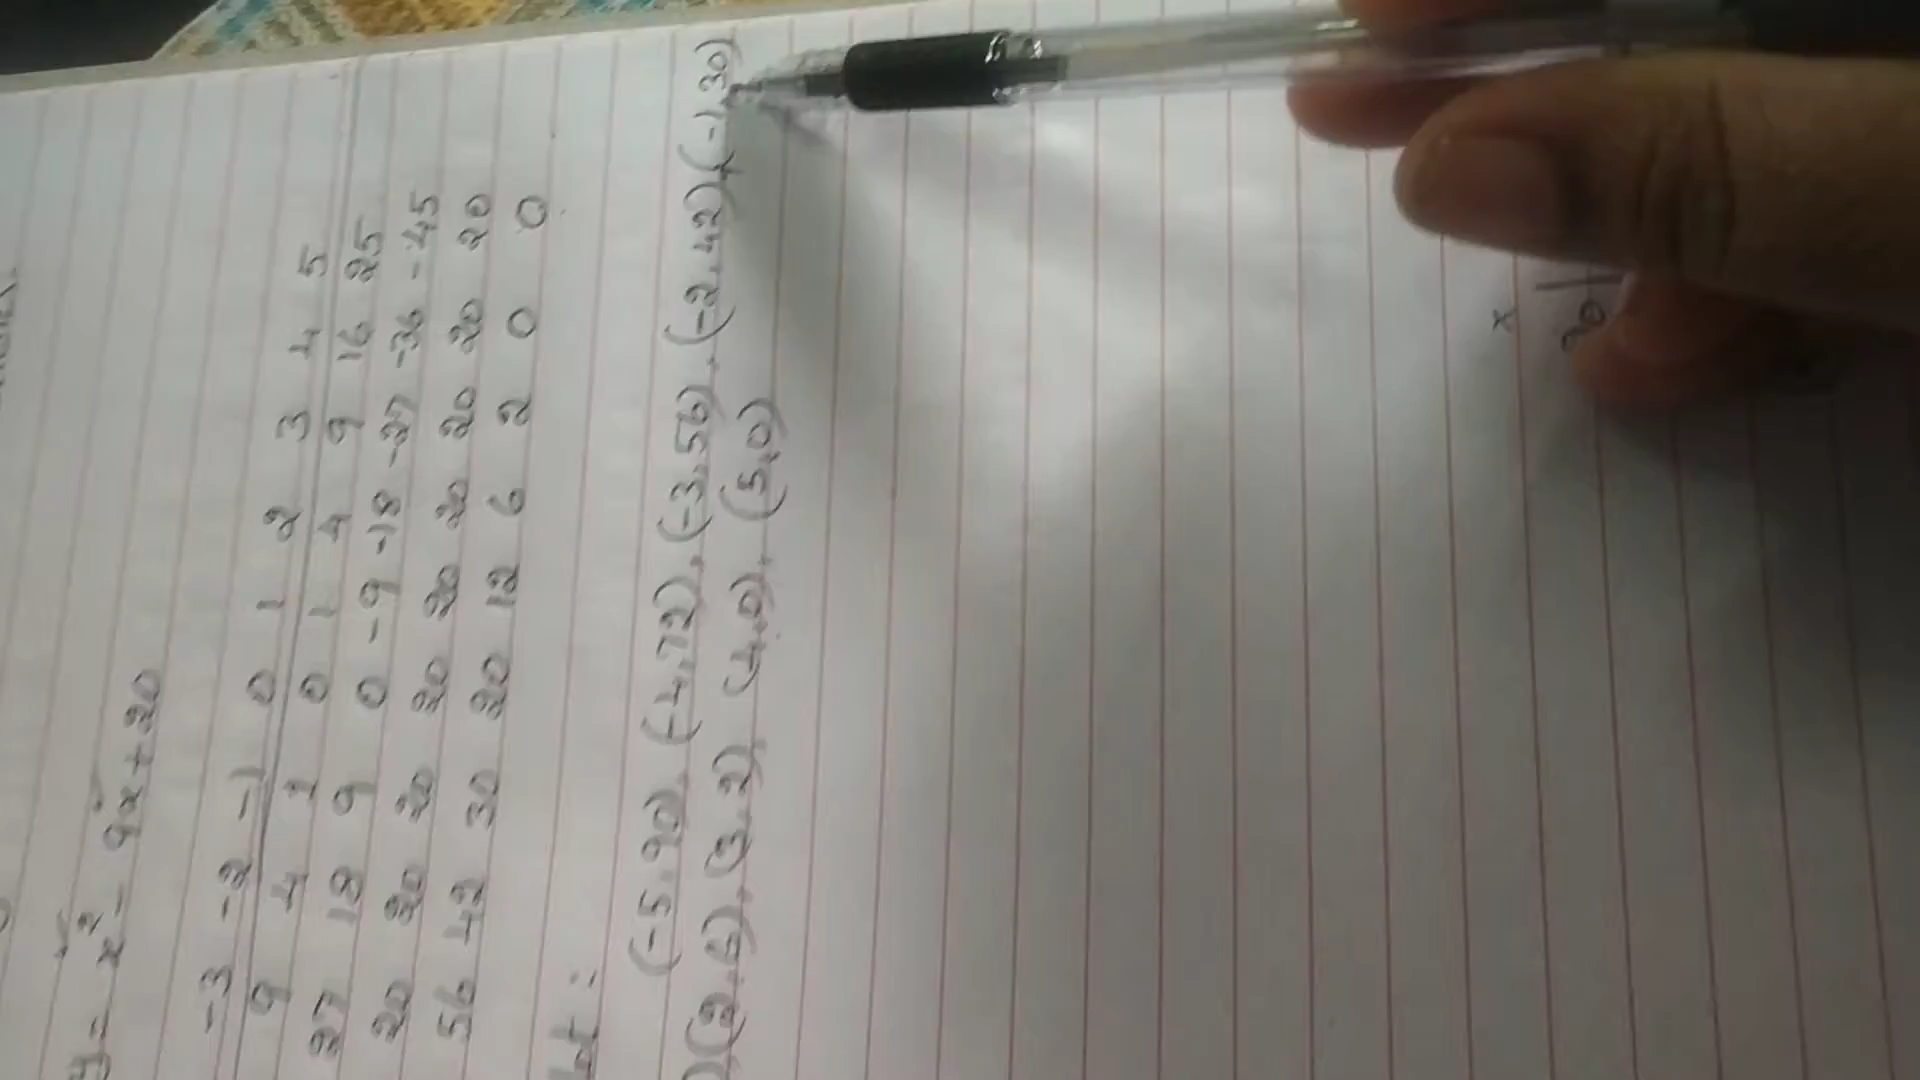 y = x² - 9x + 20
-3 -2 -1 0 1 2 3 4 5
9 4 1 0 1 4 9 16 25
27 18 9 0 -9 -18 -27 -36 -45
20 20 20 20 20 20 20 20 20
56 42 30 20 12 6 2 0 0
:
(-5,90), (-4,72), (-3,56), (-2,42), (-1,30)
(2,6), (3,2), (4,0), (5,0)
x
20